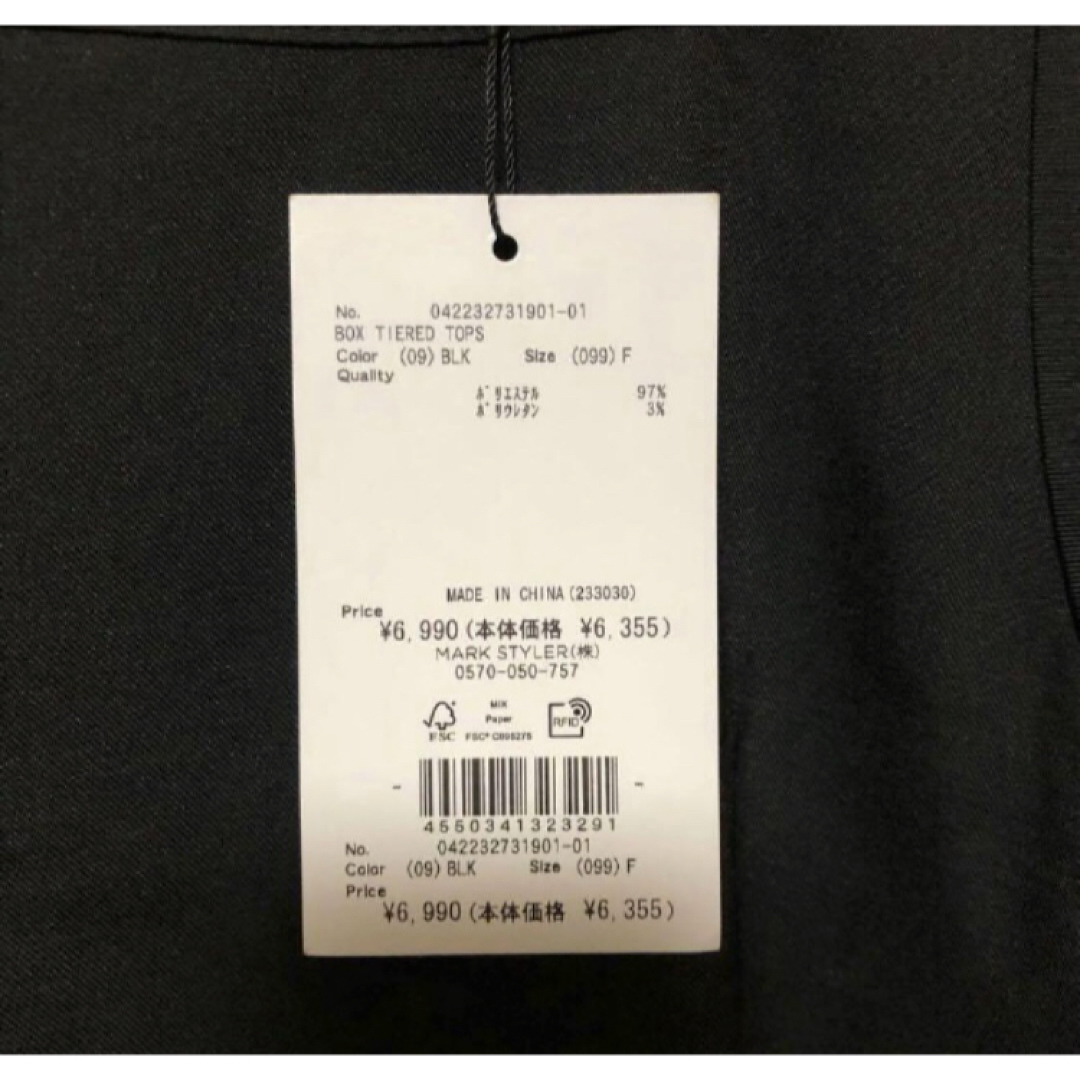 No. 042232731901-01
BOX TIERED TOPS
Color (09) BLK Size (099) F
Quality
ﾎﾟﾘｴｽﾃﾙ 97%
ﾎﾟﾘｳﾚﾀﾝ 3%
MADE IN CHINA (233030)
Price
¥6,990 (本体価格 ¥6,355)
MARK STYLER(株)
0570-050-757
MIX
Paper
FSC
RFID
4550341323291
No. 042232731901-01
Color (09) BLK Size (099) F
Price
¥6,990 (本体価格 ¥6,355)